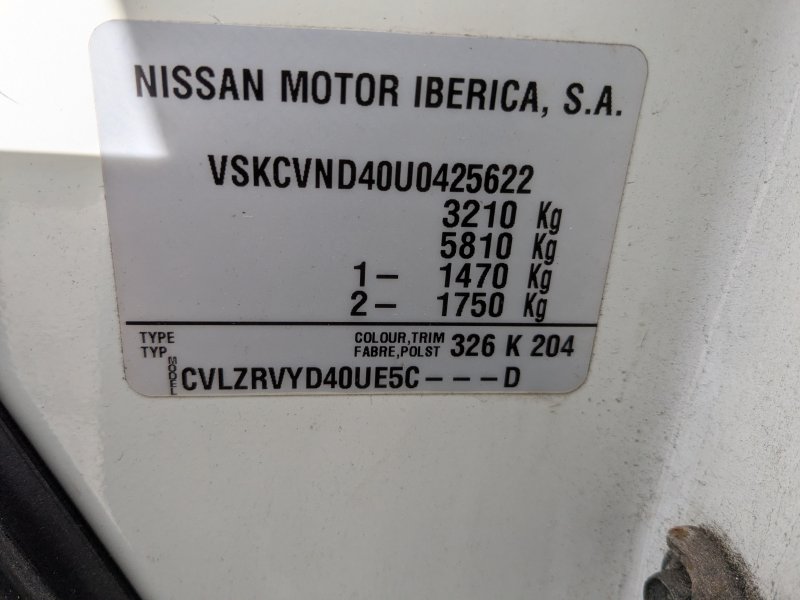 NISSAN MOTOR IBERICA, S.A.
VSKCVND40U0425622
3210 Kg
5810 Kg
1- 1470 Kg
2- 1750 Kg
TYPE COLOUR,TRIM
TYP FABRE,POLST 326 K 204
MODEL CVLZRVYD40UE5C---D